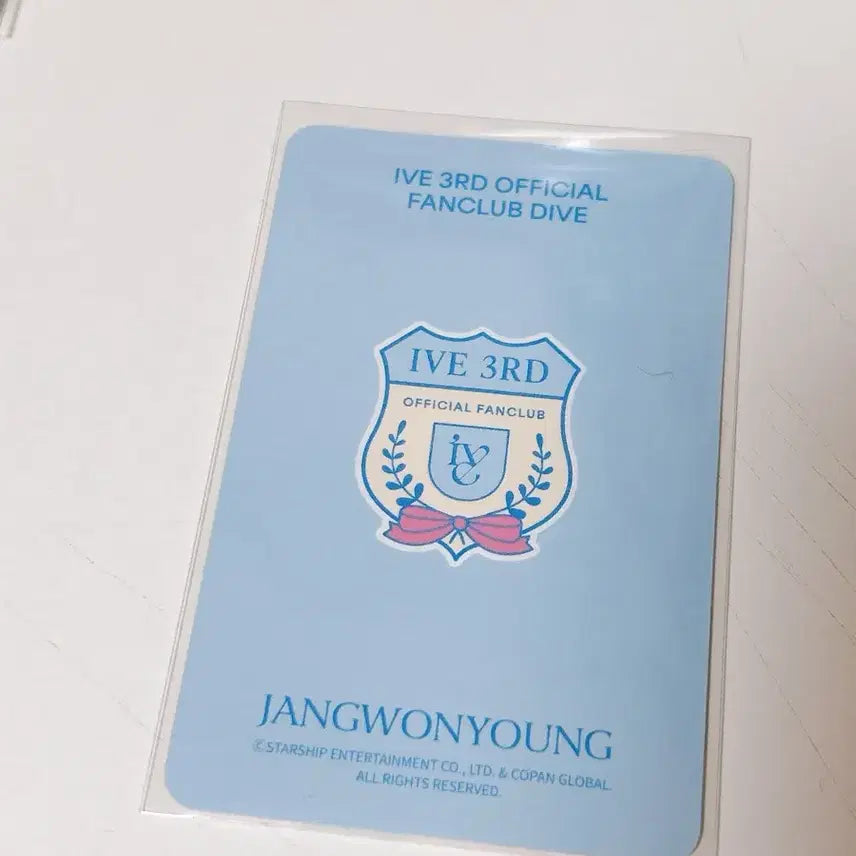 IVE 3RD OFFICIAL
FANCLUB DIVE
IVE 3RD
OFFICIAL FANCLUB
IVE
JANGWONYOUNG
© STARSHIP ENTERTAINMENT CO., LTD. & COPAN GLOBAL.
ALL RIGHTS RESERVED.